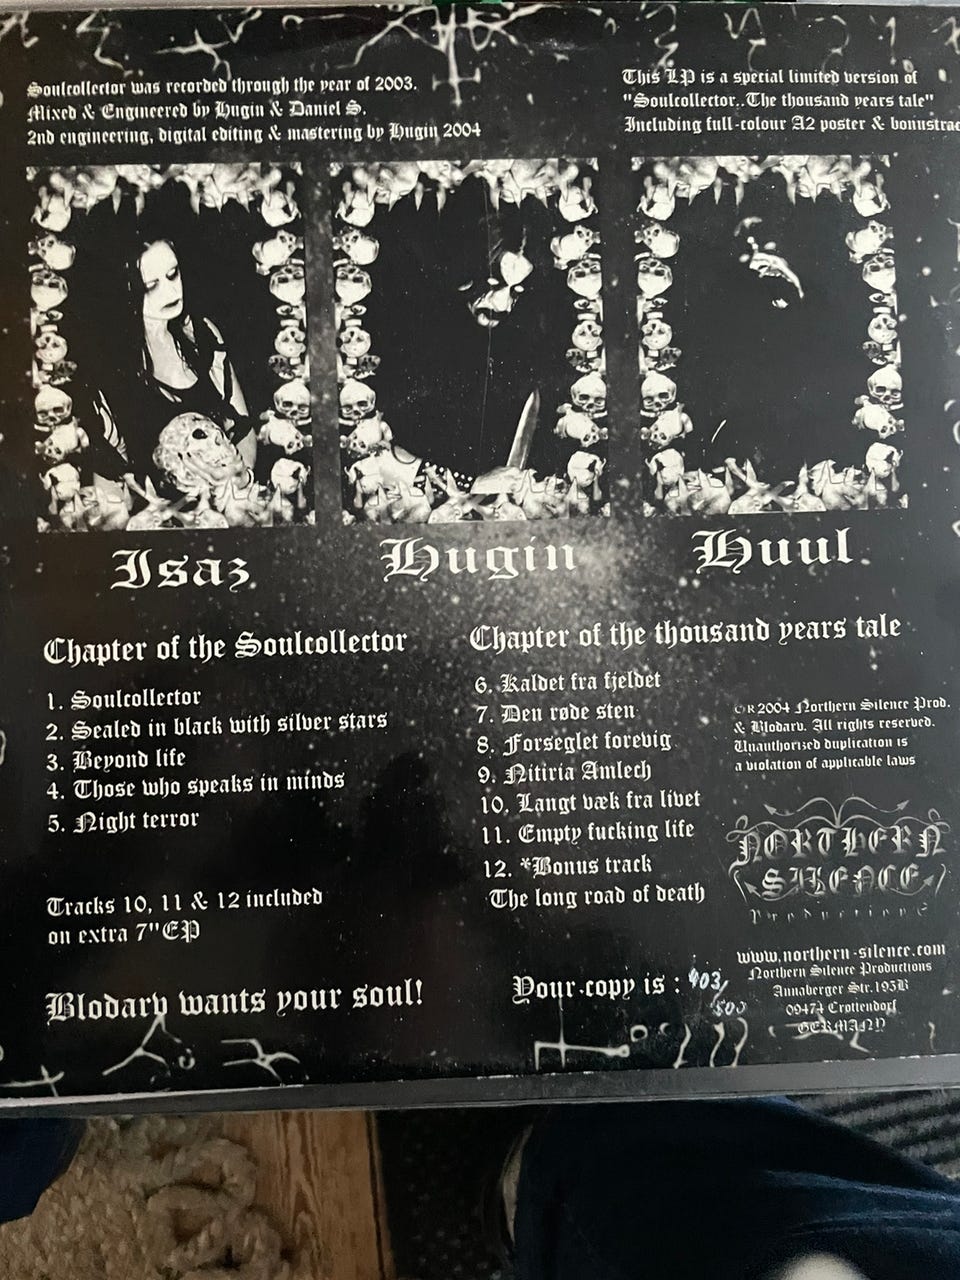 Soulcollector was recorded through the year of 2003.
Mixed & Engineered by Hugin & Daniel S.
2nd engineering, digital editing & mastering by Hugin 2004
This LP is a special limited version of
"Soulcollector..The thousand years tale"
Including full-colour A2 poster & bonustrac
Isaz
Hugin
Huul
Chapter of the Soulcollector
1. Soulcollector
2. Sealed in black with silver stars
3. Beyond life
4. Those who speaks in minds
5. Night terror
Tracks 10, 11 & 12 included
on extra 7"EP
Blodarv wants your soul!
Chapter of the thousand years tale
6. Kaldet fra fjeldet
7. Den røde sten
8. Forseglet forevig
9. Nitiria Amlech
10. Langt væk fra livet
11. Empty fucking life
12. *Bonus track
The long road of death
Your copy is : 403/
500
©®2004 Northern Silence Prod.
& Blodarv. All rights reserved.
Unauthorized duplication is
a violation of applicable laws
NORTHERN
SILENCE
Productions
www.northern-silence.com
Northern Silence Productions
Annaberger Str.193B
09474 Crottendorf
GERMANY